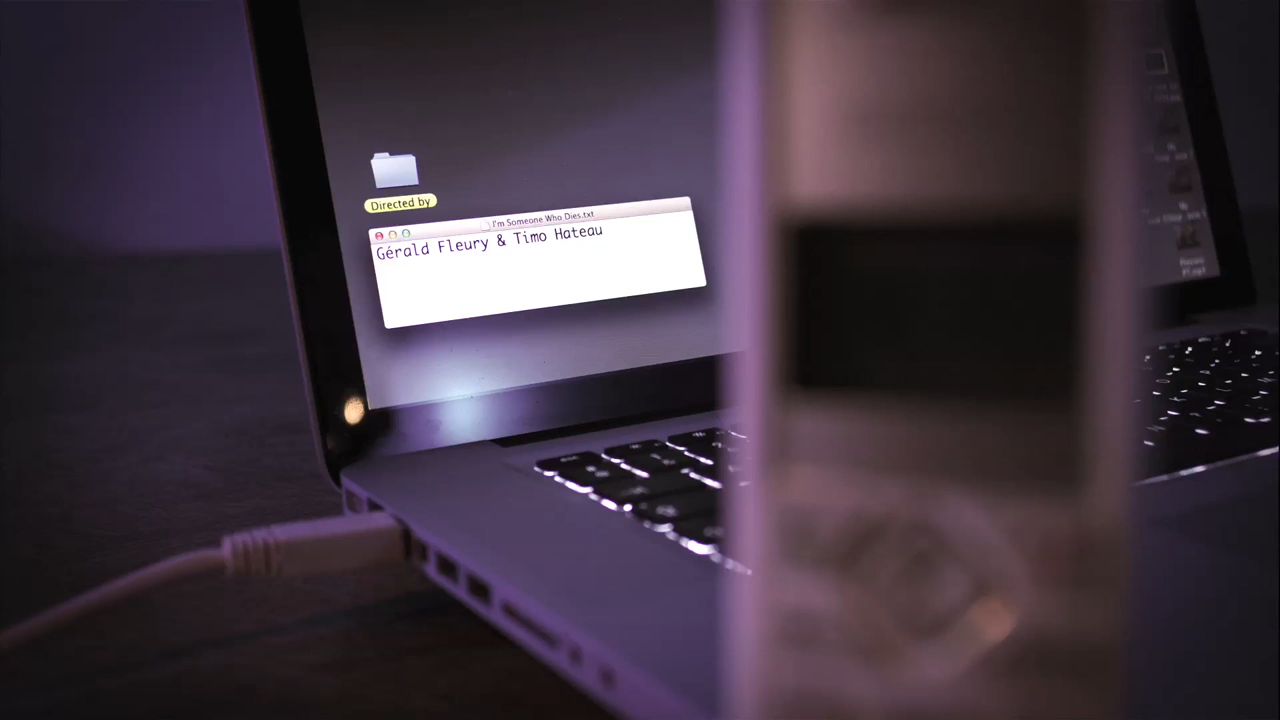 Directed by
I'm Someone Who Dies.txt
Gérald Fleury & Timo Hateau